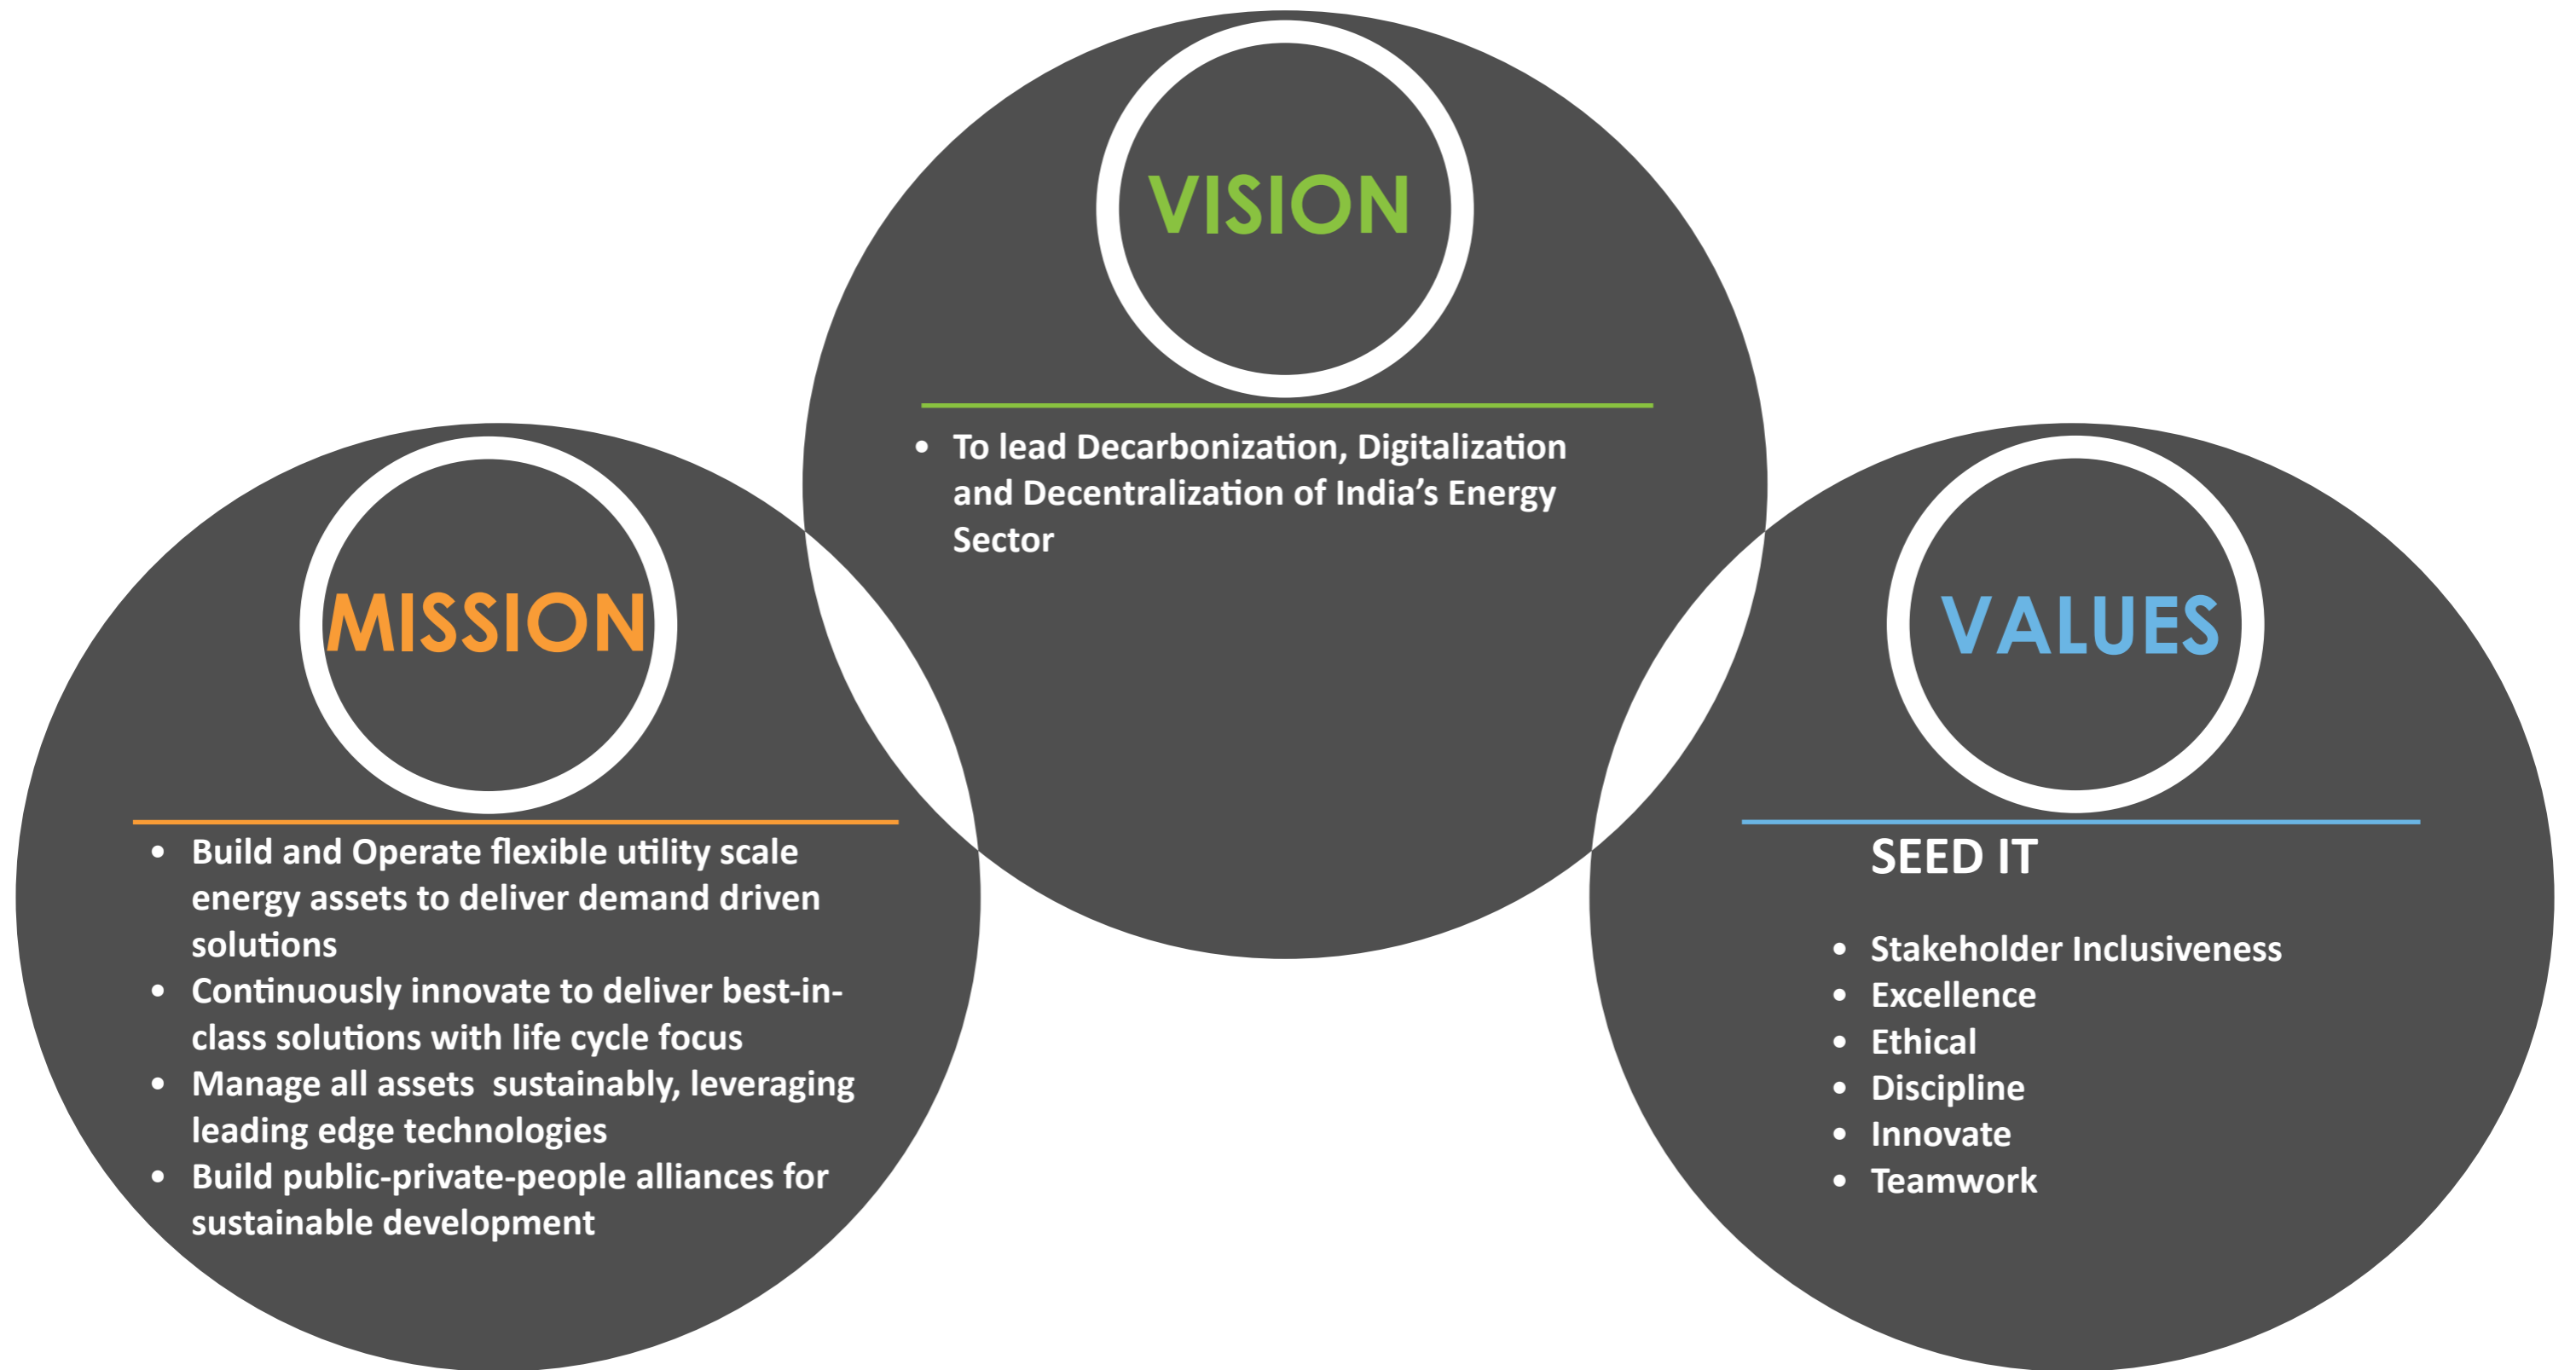 VISION
• To lead Decarbonization, Digitalization
and Decentralization of India's Energy
Sector
MISSION
• Build and Operate flexible utility scale
energy assets to deliver demand driven
solutions
• Continuously innovate to deliver best-in-
class solutions with life cycle focus
• Manage all assets  sustainably, leveraging
leading edge technologies
• Build public-private-people alliances for
sustainable development
VALUES
SEED IT
• Stakeholder Inclusiveness
• Excellence
• Ethical
• Discipline
• Innovate
• Teamwork